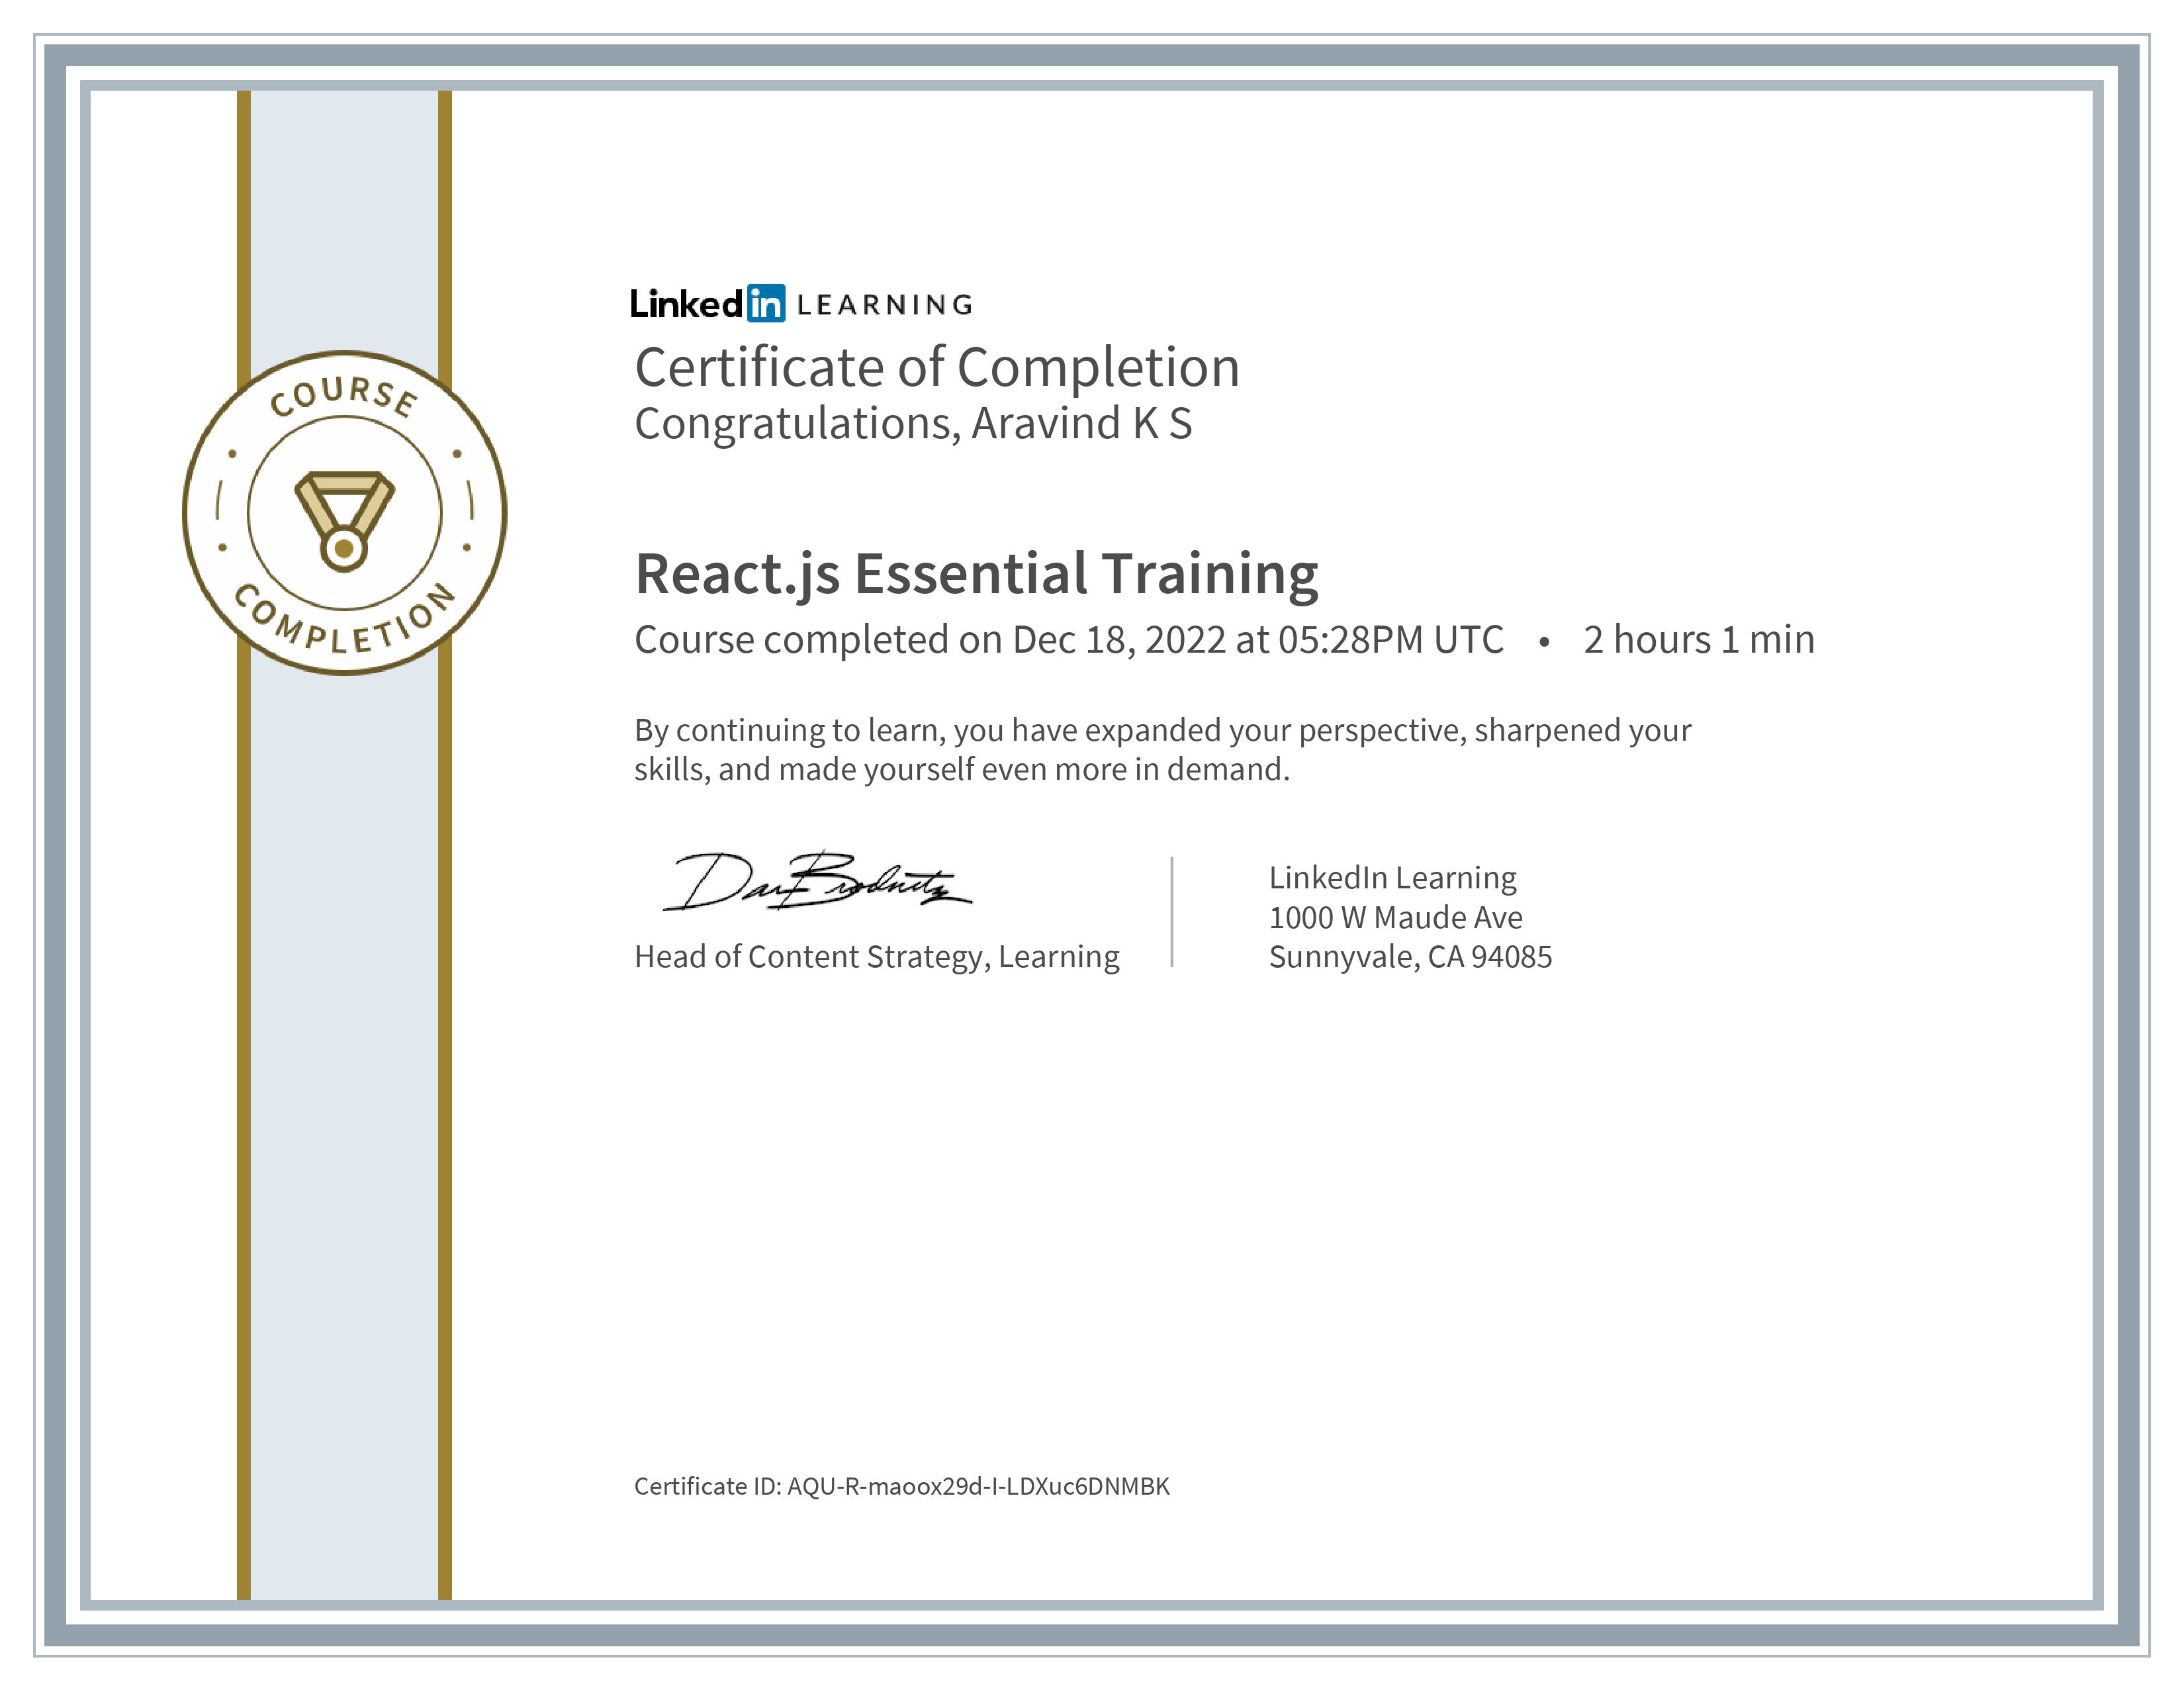 LinkedIn LEARNING
Certificate of Completion
Congratulations, Aravind K S
COURSE
COMPLETION
React.js Essential Training
Course completed on Dec 18, 2022 at 05:28PM UTC • 2 hours 1 min
By continuing to learn, you have expanded your perspective, sharpened your
skills, and made yourself even more in demand.
Dan Brodnitz
Head of Content Strategy, Learning
LinkedIn Learning
1000 W Maude Ave
Sunnyvale, CA 94085
Certificate ID: AQU-R-maoox29d-I-LDXuc6DNMBK